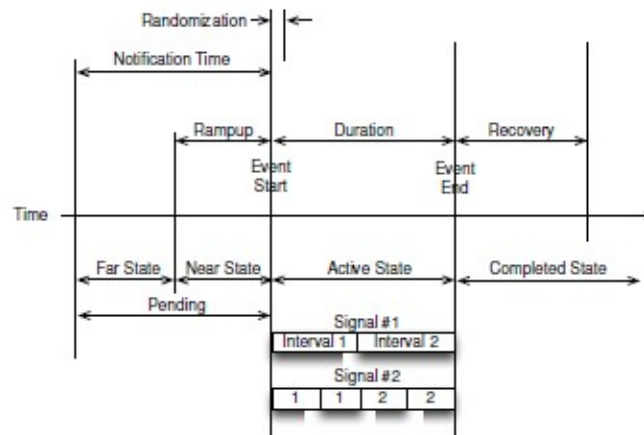 Randomization
Notification Time
Rampup
Duration
Recovery
Event
Start
Event
End
Time
Far State
Near State
Active State
Completed State
Pending
Signal #1
Interval 1
Interval 2
Signal #2
1
1
2
2